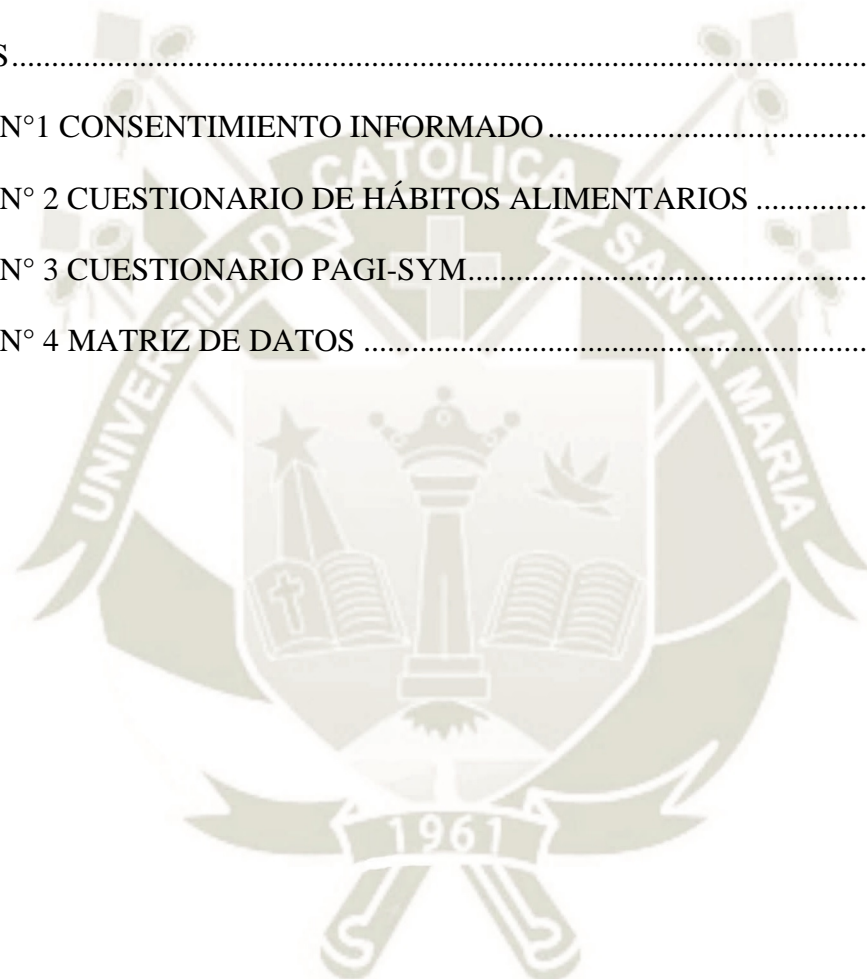 S..........................................................................................................
N°1 CONSENTIMIENTO INFORMADO........................................
N° 2 CUESTIONARIO DE HÁBITOS ALIMENTARIOS ..............
N° 3 CUESTIONARIO PAGI-SYM..................................................
N° 4 MATRIZ DE DATOS ...............................................................
UNIVERSIDAD CATOLICA SANTA MARIA
1961